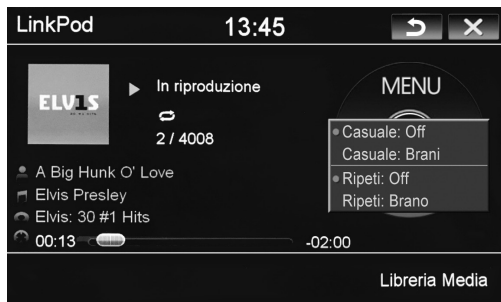 LinkPod 13:45
ELV1S
In riproduzione
2 / 4008
MENU
Casuale: Off
Casuale: Brani
Ripeti: Off
Ripeti: Brano
A Big Hunk O' Love
Elvis Presley
Elvis: 30 #1 Hits
00:13 -02:00
Libreria Media